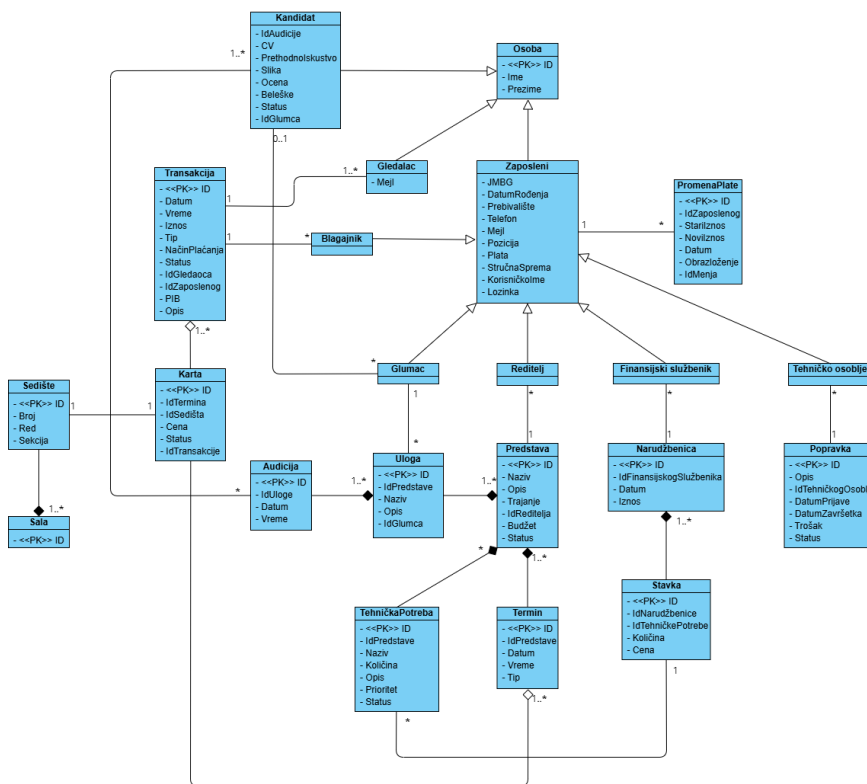 Kandidat
- IdAudicije
- CV
- PrethodnoIskustvo
- Slika
- Ocena
- Beleške
- Status
- IdGlumca
1..*
0..1
Osoba
- <<PK>> ID
- Ime
- Prezime
Transakcija
- <<PK>> ID
- Datum
- Vreme
- Iznos
- Tip
- NačinPlaćanja
- Status
- IdGledaoca
- IdZaposlenog
- PIB
- Opis
1
1..*
1
*
1..*
Gledalac
- Mejl
Blagajnik
Zaposleni
- JMBG
- DatumRođenja
- Prebivalište
- Telefon
- Mejl
- Pozicija
- Plata
- StručnaSprema
- KorisničkoIme
- Lozinka
1
*
PromenaPlate
- <<PK>> ID
- IdZaposlenog
- StariIznos
- NoviIznos
- Datum
- Obrazloženje
- IdMenja
*
Glumac
1
*
Reditelj
*
1
Finansijski službenik
*
1
Tehničko osoblje
*
1
Sedište
- <<PK>> ID
- Broj
- Red
- Sekcija
1
1
1..*
Sala
- <<PK>> ID
Karta
- <<PK>> ID
- IdTermina
- IdSedišta
- Cena
- Status
- IdTransakcije
Audicija
- <<PK>> ID
- IdUloge
- Datum
- Vreme
*
1..*
Uloga
- <<PK>> ID
- IdPredstave
- Naziv
- Opis
- IdGlumca
1..*
Predstava
- <<PK>> ID
- Naziv
- Opis
- Trajanje
- IdReditelja
- Budžet
- Status
*
1..*
Narudžbenica
- <<PK>> ID
- IdFinansijskogSlužbenika
- Datum
- Iznos
1..*
Popravka
- <<PK>> ID
- Opis
- IdTehničkogOsoblj
- DatumPrijave
- DatumZavršetka
- Trošak
- Status
TehničkaPotreba
- <<PK>> ID
- IdPredstave
- Naziv
- Količina
- Opis
- Prioritet
- Status
*
Termin
- <<PK>> ID
- IdPredstave
- Datum
- Vreme
- Tip
1..*
Stavka
- <<PK>> ID
- IdNarudžbenice
- IdTehničkePotrebe
- Količina
- Cena
1